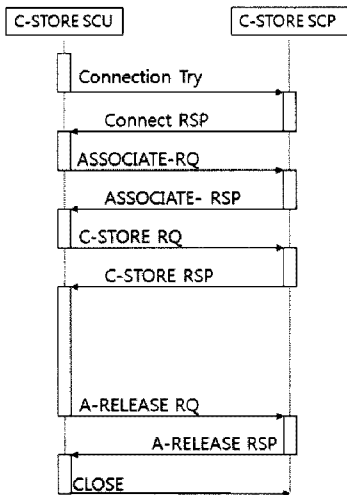 C-STORE SCU
C-STORE SCP
Connection Try
Connect RSP
ASSOCIATE-RQ
ASSOCIATE- RSP
C-STORE RQ
C-STORE RSP
A-RELEASE RQ
A-RELEASE RSP
CLOSE